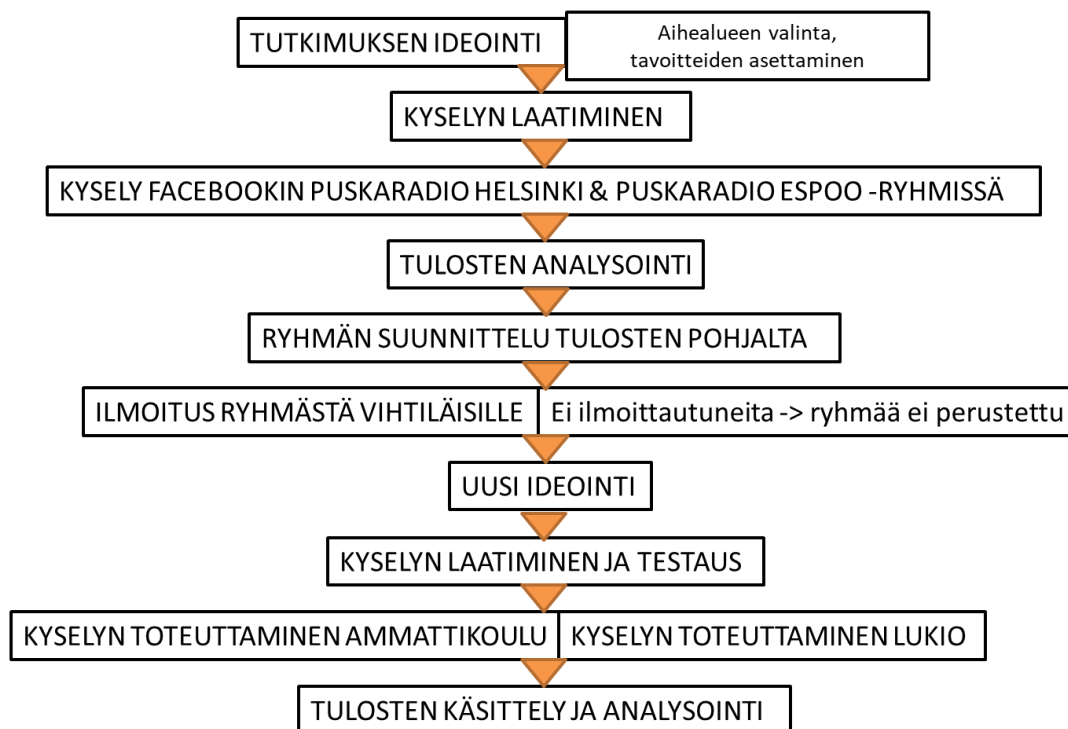 TUTKIMUKSEN IDEOINTI
Aihealueen valinta,
tavoitteiden asettaminen
KYSELYN LAATIMINEN
KYSELY FACEBOOKIN PUSKARADIO HELSINKI & PUSKARADIO ESPOO -RYHMISSÄ
TULOSTEN ANALYSOINTI
RYHMÄN SUUNNITTELU TULOSTEN POHJALTA
ILMOITUS RYHMÄSTÄ VIHTILÄISILLE
Ei ilmoittautuneita -> ryhmää ei perustettu
UUSI IDEOINTI
KYSELYN LAATIMINEN JA TESTAUS
KYSELYN TOTEUTTAMINEN AMMATTIKOULU
KYSELYN TOTEUTTAMINEN LUKIO
TULOSTEN KÄSITTELY JA ANALYSOINTI